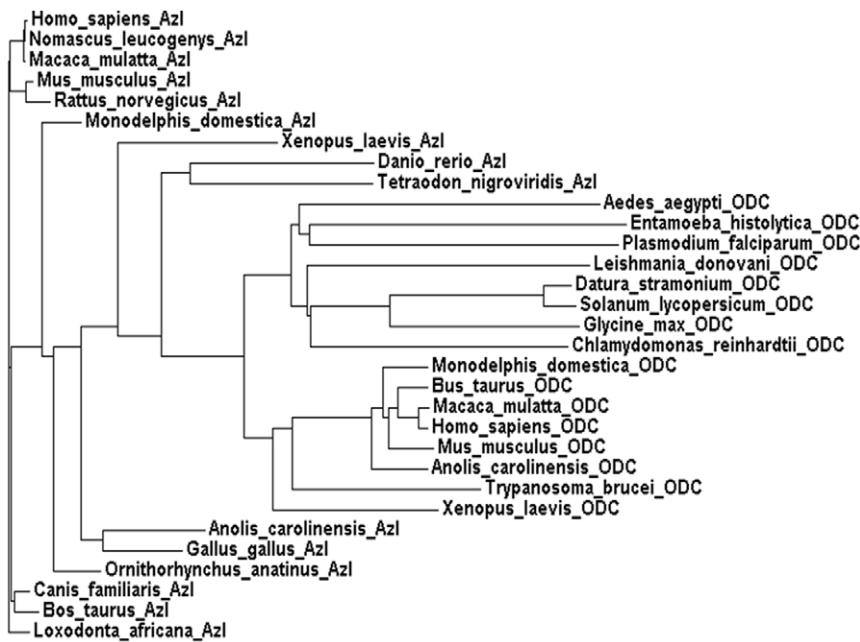 Homo_sapiens_Azl
Nomascus_leucogenys_Azl
Macaca_mulatta_Azl
Mus_musculus_Azl
Rattus_norvegicus_Azl
Monodelphis_domestica_Azl
Xenopus_laevis_Azl
Danio_rerio_Azl
Tetraodon_nigroviridis_Azl
Aedes_aegypti_ODC
Entamoeba_histolytica_ODC
Plasmodium_falciparum_ODC
Leishmania_donovani_ODC
Datura_stramonium_ODC
Solanum_lycopersicum_ODC
Glycine_max_ODC
Chlamydomonas_reinhardtii_ODC
Monodelphis_domestica_ODC
Bus_taurus_ODC
Macaca_mulatta_ODC
Homo_sapiens_ODC
Mus_musculus_ODC
Anolis_carolinensis_ODC
Trypanosoma_brucei_ODC
Xenopus_laevis_ODC
Anolis_carolinensis_Azl
Gallus_gallus_Azl
Ornithorhynchus_anatinus_Azl
Canis_familiaris_Azl
Bos_taurus_Azl
Loxodonta_africana_Azl